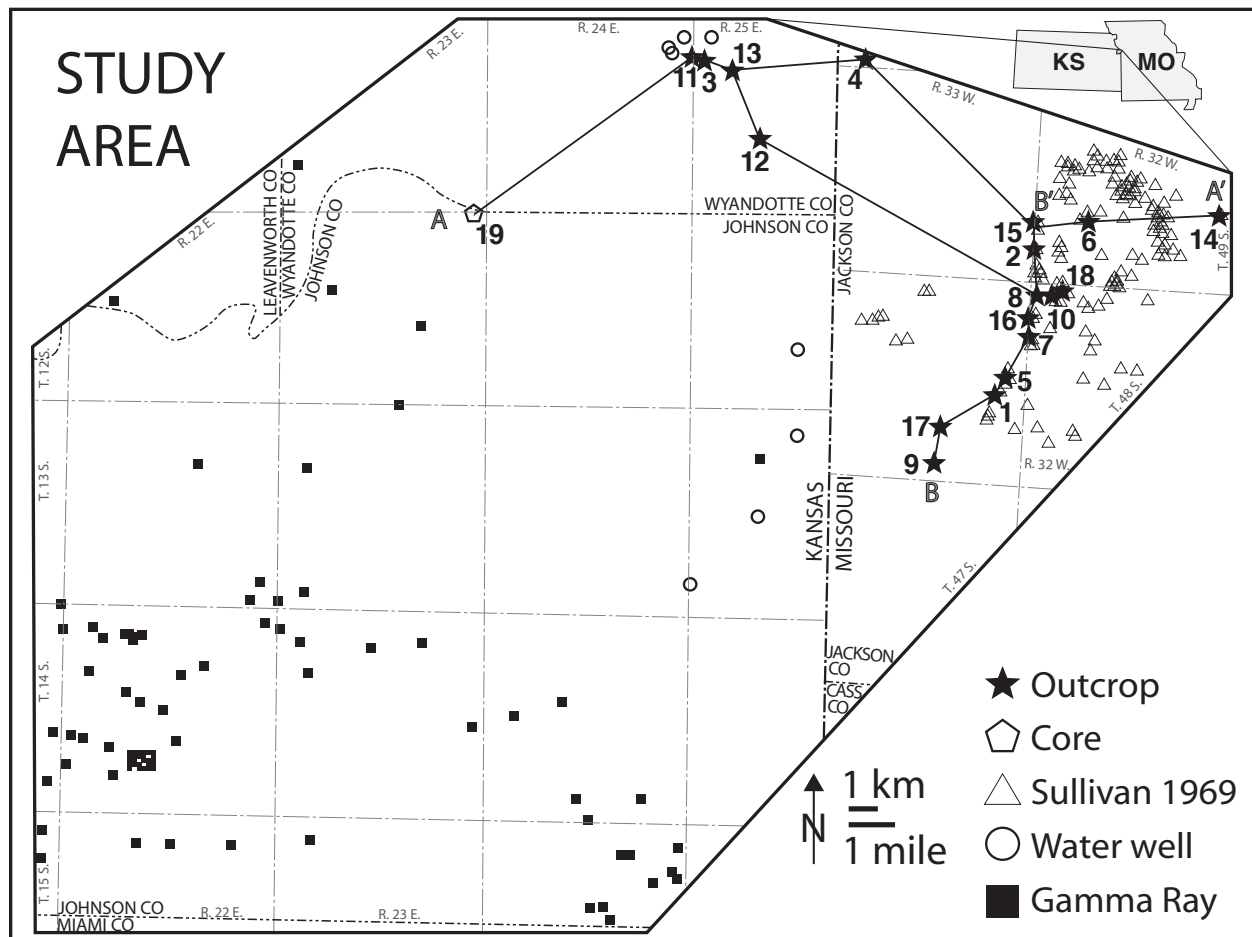 STUDY
AREA
R. 23 E.
R. 24 E.
R. 25 E.
KS
MO
11
3
13
4
R. 33 W.
12
R. 32 W.
LEAVENWORTH CO
WYANDOTTE CO
JOHNSON CO
R. 22 E.
A
19
WYANDOTTE CO
JOHNSON CO
JACKSON CO
B'
A'
15
6
14
2
T. 49 S.
8
18
10
16
7
T. 12 S.
5
1
T. 48 S.
17
9
R. 32 W.
B
T. 13 S.
KANSAS
MISSOURI
T. 47 S.
T. 14 S.
JACKSON
CO
CASS
CO
Outcrop
Core
Sullivan 1969
Water well
Gamma Ray
N
1 km
1 mile
T. 15 S.
JOHNSON CO
MIAMI CO
R. 22 E.
R. 23 E.